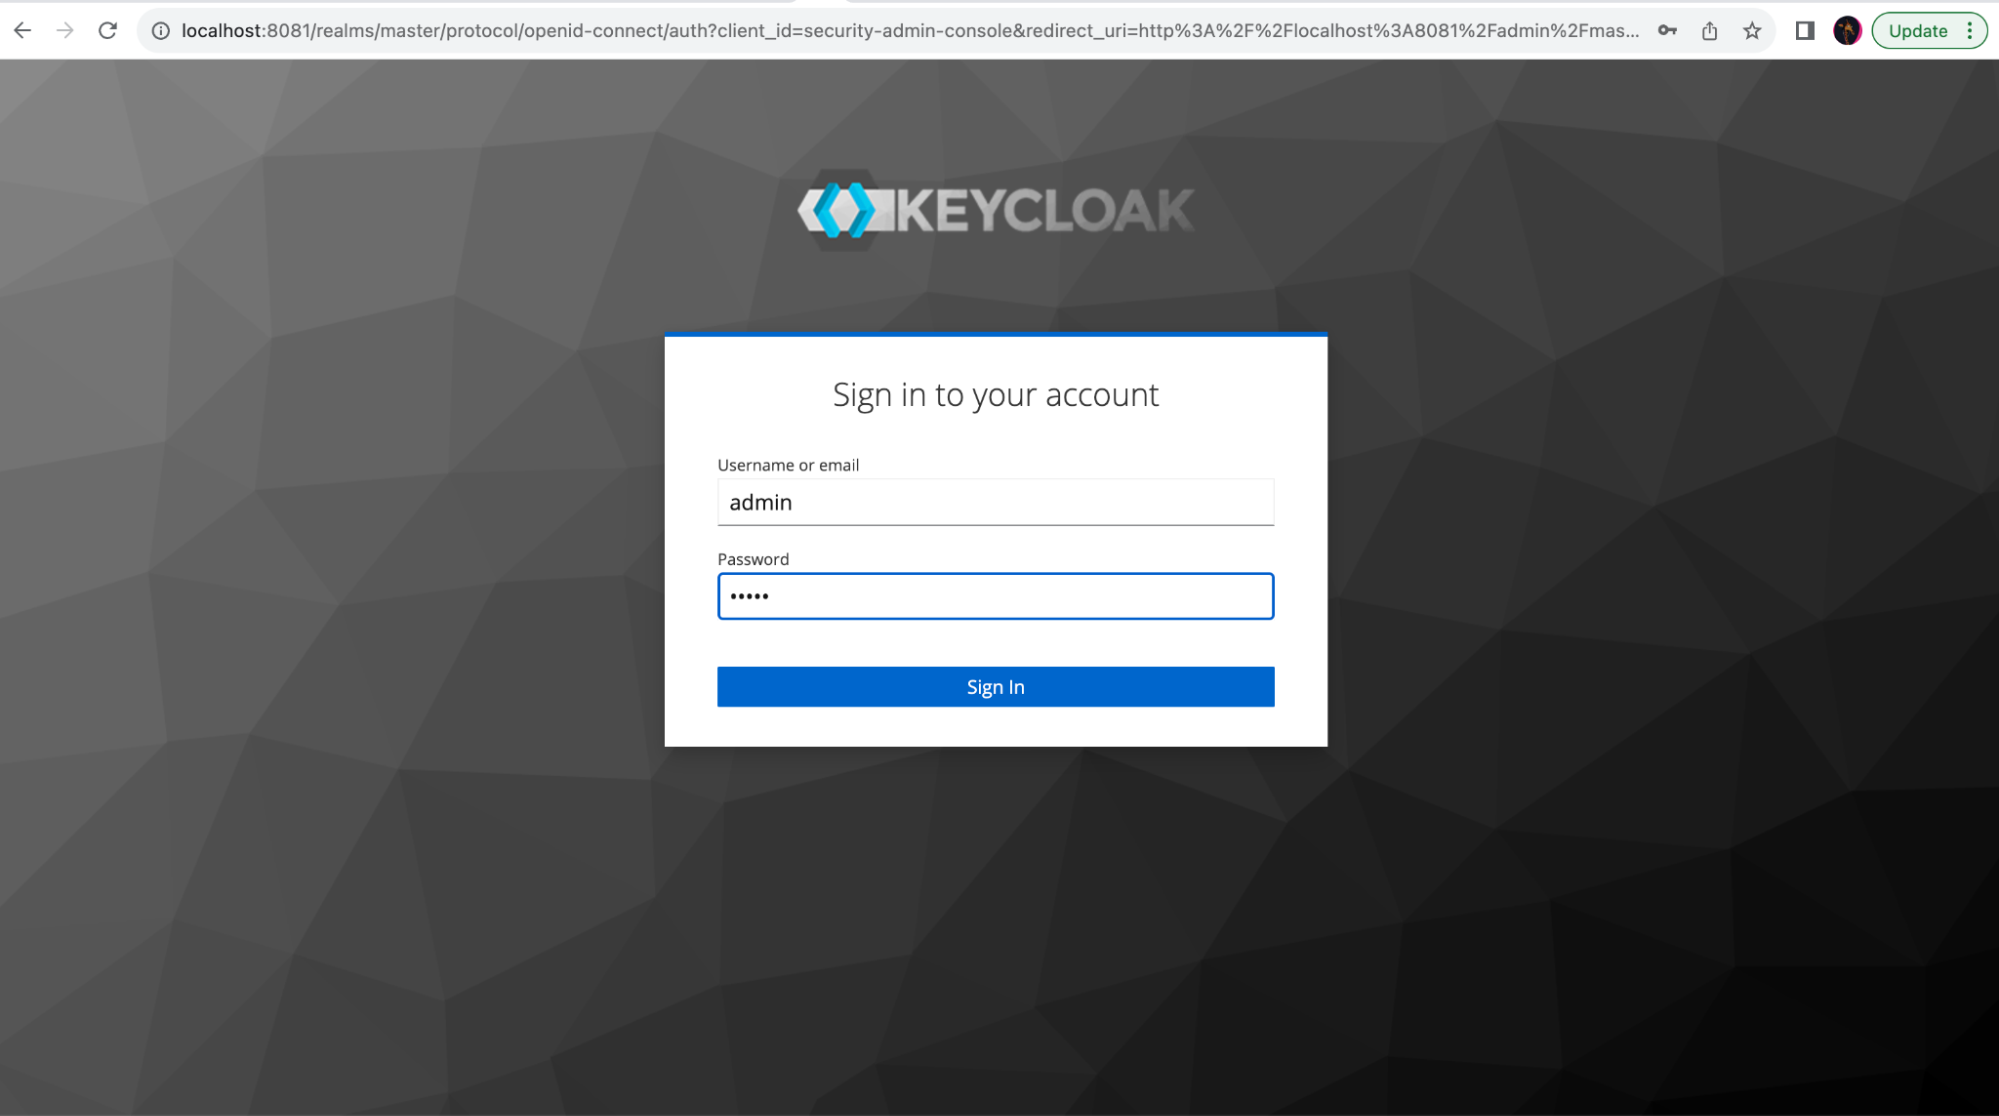 localhost:8081/realms/master/protocol/openid-connect/auth?client_id=security-admin-console&redirect_uri=http%3A%2F%2Flocalhost%3A8081%2Fadmin%2Fmas...
Update
KEYCLOAK
Sign in to your account
Username or email
admin
Password
•••••
Sign In